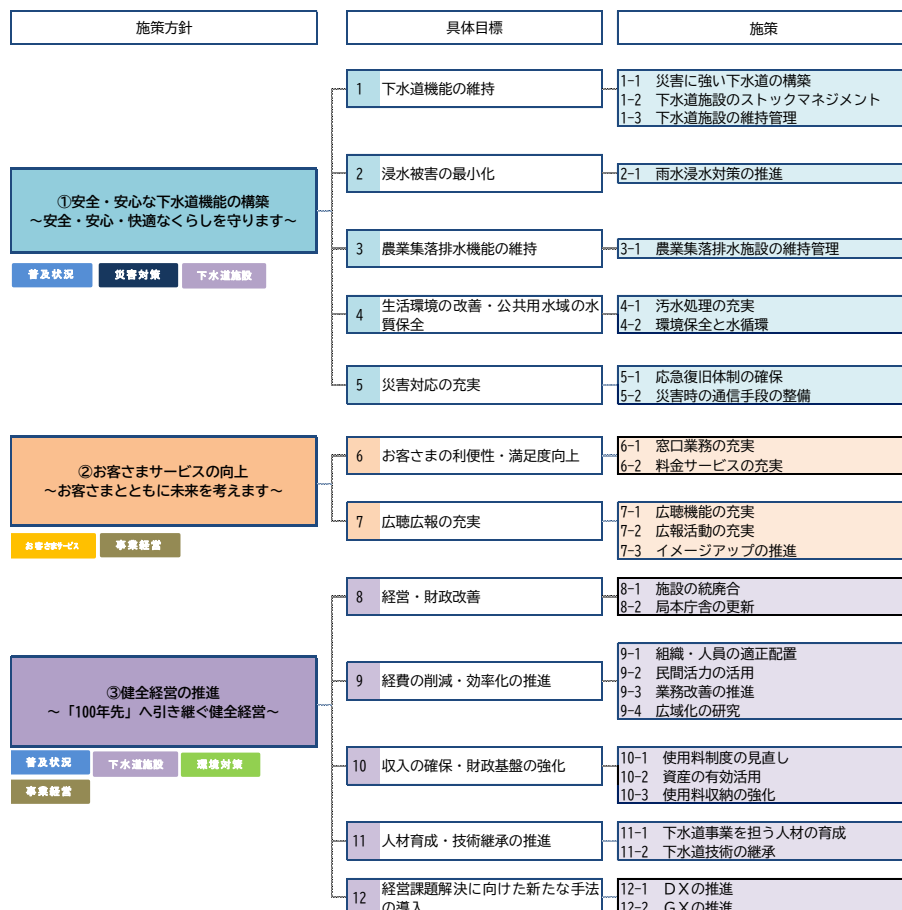 施策方針
具体目標
施策
①安全・安心な下水道機能の構築
～安全・安心・快適なくらしを守ります～
普及状況
災害対策
下水道施設
1 下水道機能の維持
1-1 災害に強い下水道の構築
1-2 下水道施設のストックマネジメント
1-3 下水道施設の維持管理
2 浸水被害の最小化
2-1 雨水浸水対策の推進
3 農業集落排水機能の維持
3-1 農業集落排水施設の維持管理
4 生活環境の改善・公共用水域の水
質保全
4-1 汚水処理の充実
4-2 環境保全と水循環
5 災害対応の充実
5-1 応急復旧体制の確保
5-2 災害時の通信手段の整備
②お客さまサービスの向上
～お客さまとともに未来を考えます～
お客さまサービス
事業経営
6 お客さまの利便性・満足度向上
6-1 窓口業務の充実
6-2 料金サービスの充実
7 広聴広報の充実
7-1 広聴機能の充実
7-2 広報活動の充実
7-3 イメージアップの推進
③健全経営の推進
～「100年先」へ引き継ぐ健全経営～
普及状況
下水道施設
環境対策
事業経営
8 経営・財政改善
8-1 施設の統廃合
8-2 局本庁舎の更新
9 経費の削減・効率化の推進
9-1 組織・人員の適正配置
9-2 民間活力の活用
9-3 業務改善の推進
9-4 広域化の研究
10 収入の確保・財政基盤の強化
10-1 使用料制度の見直し
10-2 資産の有効活用
10-3 使用料収納の強化
11 人材育成・技術継承の推進
11-1 下水道事業を担う人材の育成
11-2 下水道技術の継承
12 経営課題解決に向けた新たな手法
の導入
12-1 ＤＸの推進
12-2 ＧＸの推進